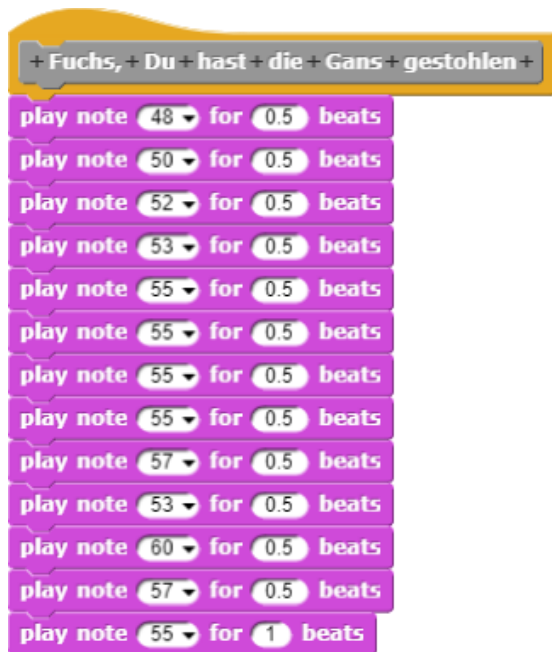 + Fuchs, + Du + hast + die + Gans + gestohlen +
play note 48 for 0.5 beats
play note 50 for 0.5 beats
play note 52 for 0.5 beats
play note 53 for 0.5 beats
play note 55 for 0.5 beats
play note 55 for 0.5 beats
play note 55 for 0.5 beats
play note 55 for 0.5 beats
play note 57 for 0.5 beats
play note 53 for 0.5 beats
play note 60 for 0.5 beats
play note 57 for 0.5 beats
play note 55 for 1 beats